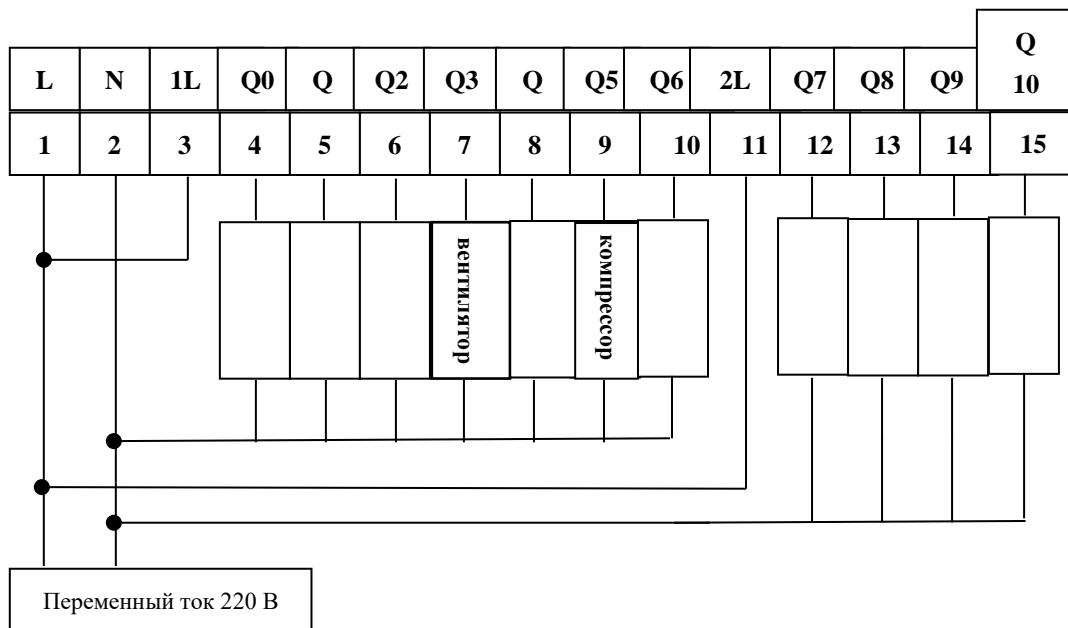 L N 1L Q0 Q Q2 Q3 Q Q5 Q6 2L Q7 Q8 Q9 Q 10
1 2 3 4 5 6 7 8 9 10 11 12 13 14 15
вентилятор
компрессор
Переменный ток 220 В